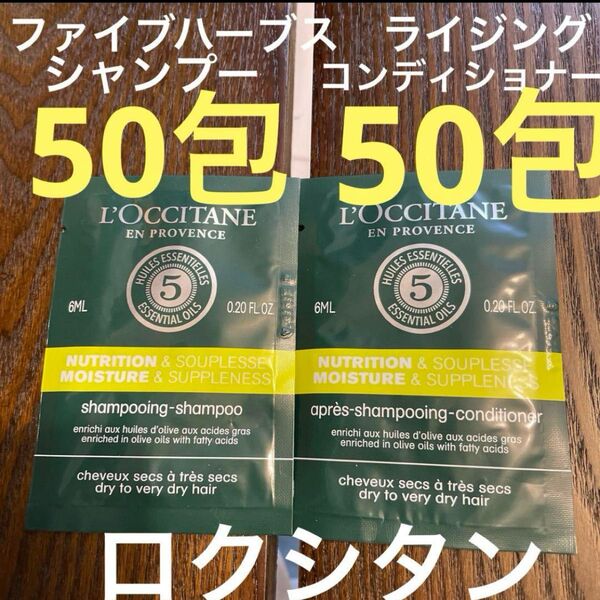 ファイブハーブス ライジング
シャンプー コンディショナー
50包 50包
L'OCCITANE
EN PROVENCE
HUILES ESSENTIELLES
5
ESSENTIAL OILS
6ML 0.20 FL.OZ.
NUTRITION & SOUPLESSE
MOISTURE & SUPPLENESS
shampooing-shampoo
enrichi aux huiles d'olive aux acides gras
enriched in olive oils with fatty acids
cheveux secs à très secs
dry to very dry hair
L'OCCITANE
EN PROVENCE
HUILES ESSENTIELLES
5
ESSENTIAL OILS
6ML 0.20 FL.OZ.
NUTRITION & SOUPLESSE
MOISTURE & SUPPLENESS
après-shampooing-conditioner
enrichi aux huiles d'olive aux acides gras
enriched in olive oils with fatty acids
cheveux secs à très secs
dry to very dry hair
ロクシタン